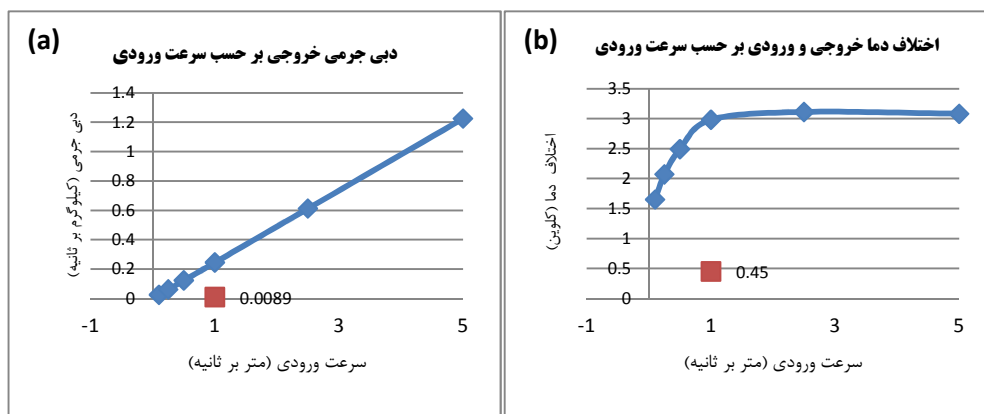 (a)
دبی جرمی خروجی بر حسب سرعت ورودی
دبی جرمی (کیلوگرم بر ثانیه)
1.4
1.2
1
0.8
0.6
0.4
0.2
0
0.0089
-1 1 3 5
سرعت ورودی (متر بر ثانیه)
(b)
اختلاف دما خروجی و ورودی بر حسب سرعت ورودی
اختلاف دما (کلوین)
3.5
3
2.5
2
1.5
1
0.5
0
0.45
-1 1 3 5
سرعت ورودی (متر بر ثانیه)